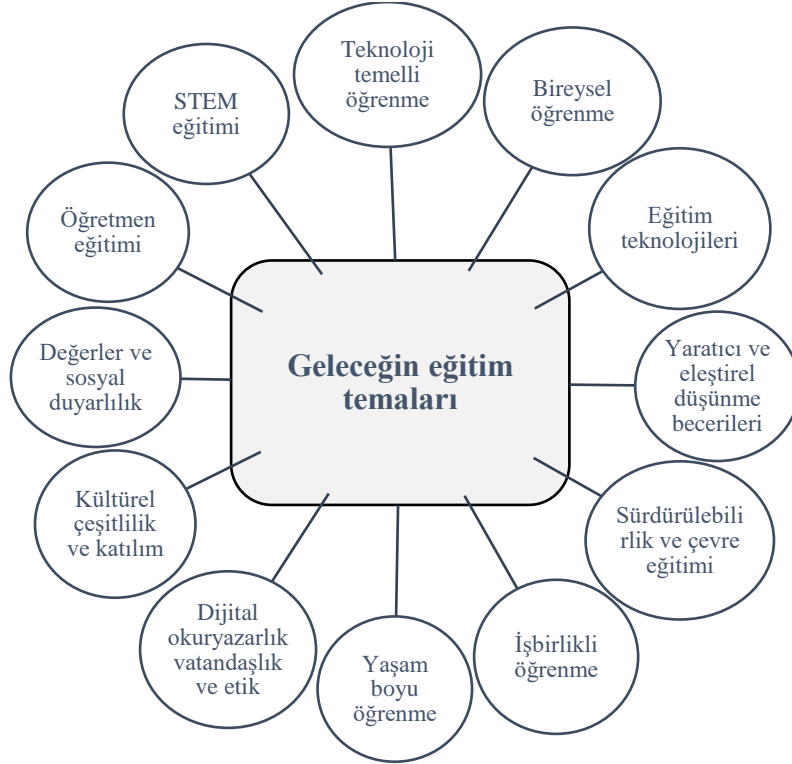 Teknoloji
temelli
öğrenme
Bireysel
öğrenme
Eğitim
teknolojileri
Yaratıcı ve
eleştirel
düşünme
becerileri
Sürdürülebili
rlik ve çevre
eğitimi
İşbirlikli
öğrenme
Yaşam
boyu
öğrenme
Dijital
okuryazarlık
vatandaşlık
ve etik
Kültürel
çeşitlilik
ve katılım
Değerler ve
sosyal
duyarlılık
Öğretmen
eğitimi
STEM
eğitimi
Geleceğin eğitim
temaları